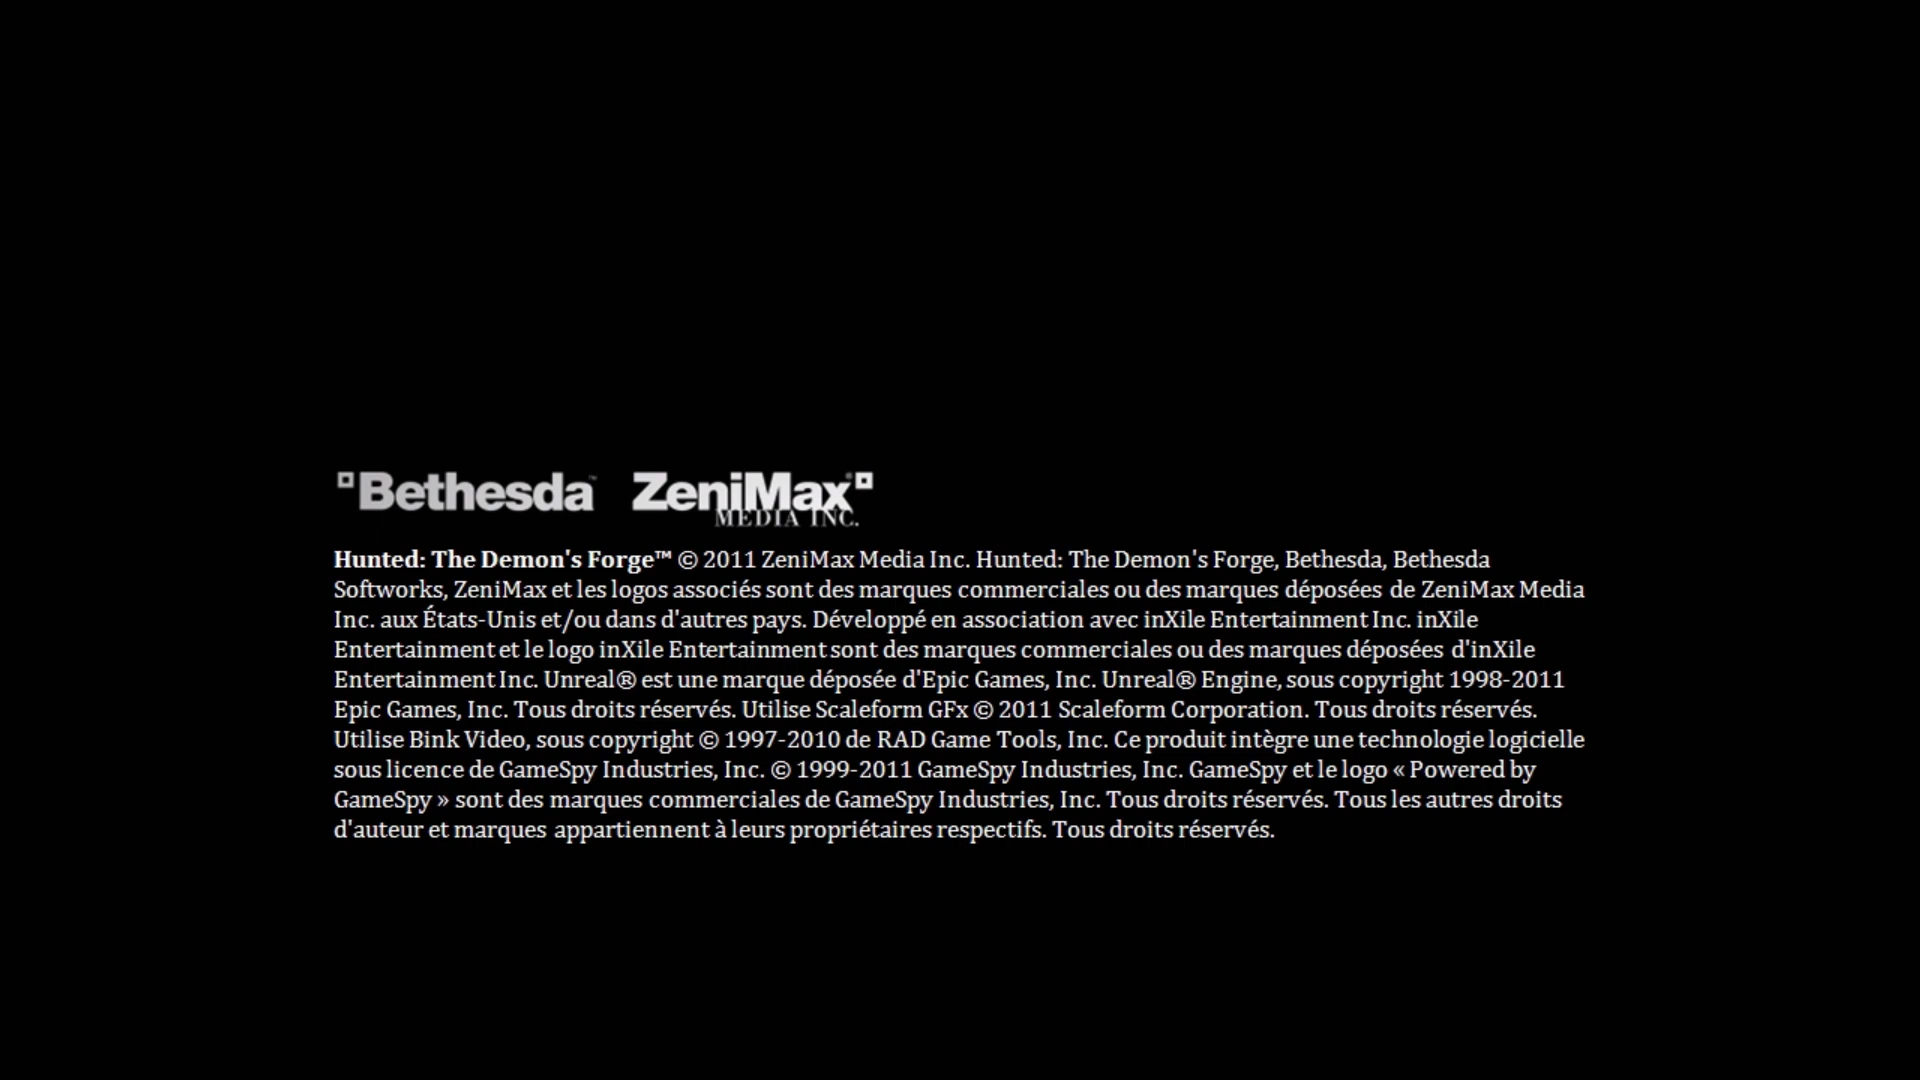 Bethesda™ ZeniMax®
MEDIA INC.
Hunted: The Demon's Forge™ © 2011 ZeniMax Media Inc. Hunted: The Demon's Forge, Bethesda, Bethesda
Softworks, ZeniMax et les logos associés sont des marques commerciales ou des marques déposées de ZeniMax Media
Inc. aux États-Unis et/ou dans d'autres pays. Développé en association avec inXile Entertainment Inc. inXile
Entertainment et le logo inXile Entertainment sont des marques commerciales ou des marques déposées d'inXile
Entertainment Inc. Unreal® est une marque déposée d'Epic Games, Inc. Unreal® Engine, sous copyright 1998-2011
Epic Games, Inc. Tous droits réservés. Utilise Scaleform GFx © 2011 Scaleform Corporation. Tous droits réservés.
Utilise Bink Video, sous copyright © 1997-2010 de RAD Game Tools, Inc. Ce produit intègre une technologie logicielle
sous licence de GameSpy Industries, Inc. © 1999-2011 GameSpy Industries, Inc. GameSpy et le logo « Powered by
GameSpy » sont des marques commerciales de GameSpy Industries, Inc. Tous droits réservés. Tous les autres droits
d'auteur et marques appartiennent à leurs propriétaires respectifs. Tous droits réservés.